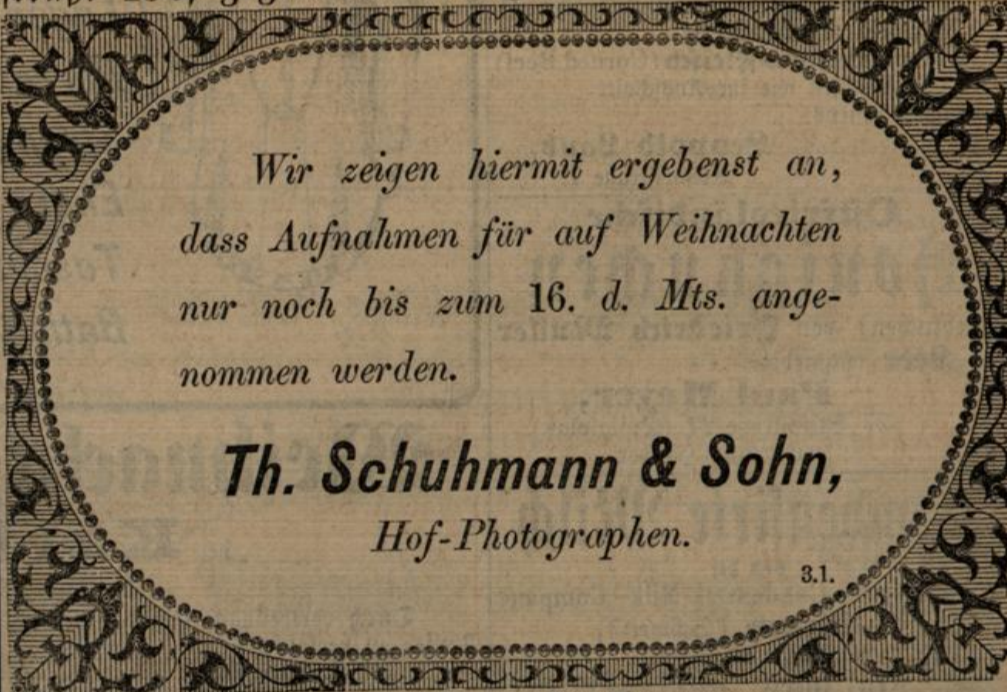 Wir zeigen hiermit ergebenst an,
dass Aufnahmen für auf Weihnachten
nur noch bis zum 16. d. Mts. ange-
nommen werden.
Th. Schuhmann & Sohn,
Hof-Photographen.
3.1.